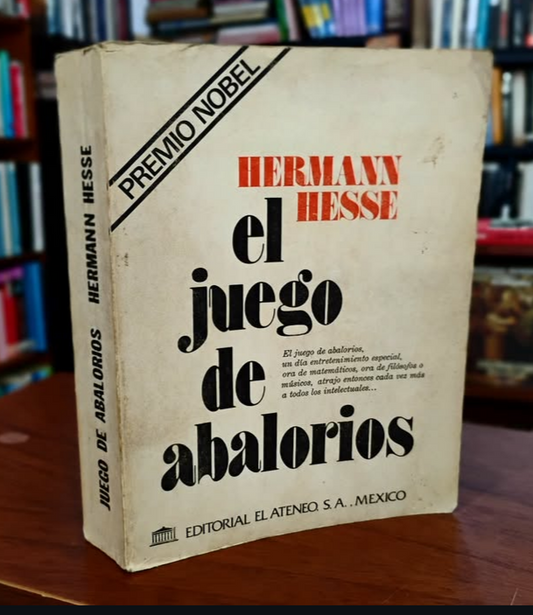 PREMIO NOBEL
HERMANN
HESSE
el
juego
de
abalorios
El juego de abalorios,
un día entretenimiento especial,
ora de matemáticos, ora de filósofos o
músicos, atrajo entonces cada vez más
a todos los intelectuales...
EDITORIAL EL ATENEO, S. A. . MEXICO
JUEGO DE ABALORIOS HERMANN HESSE